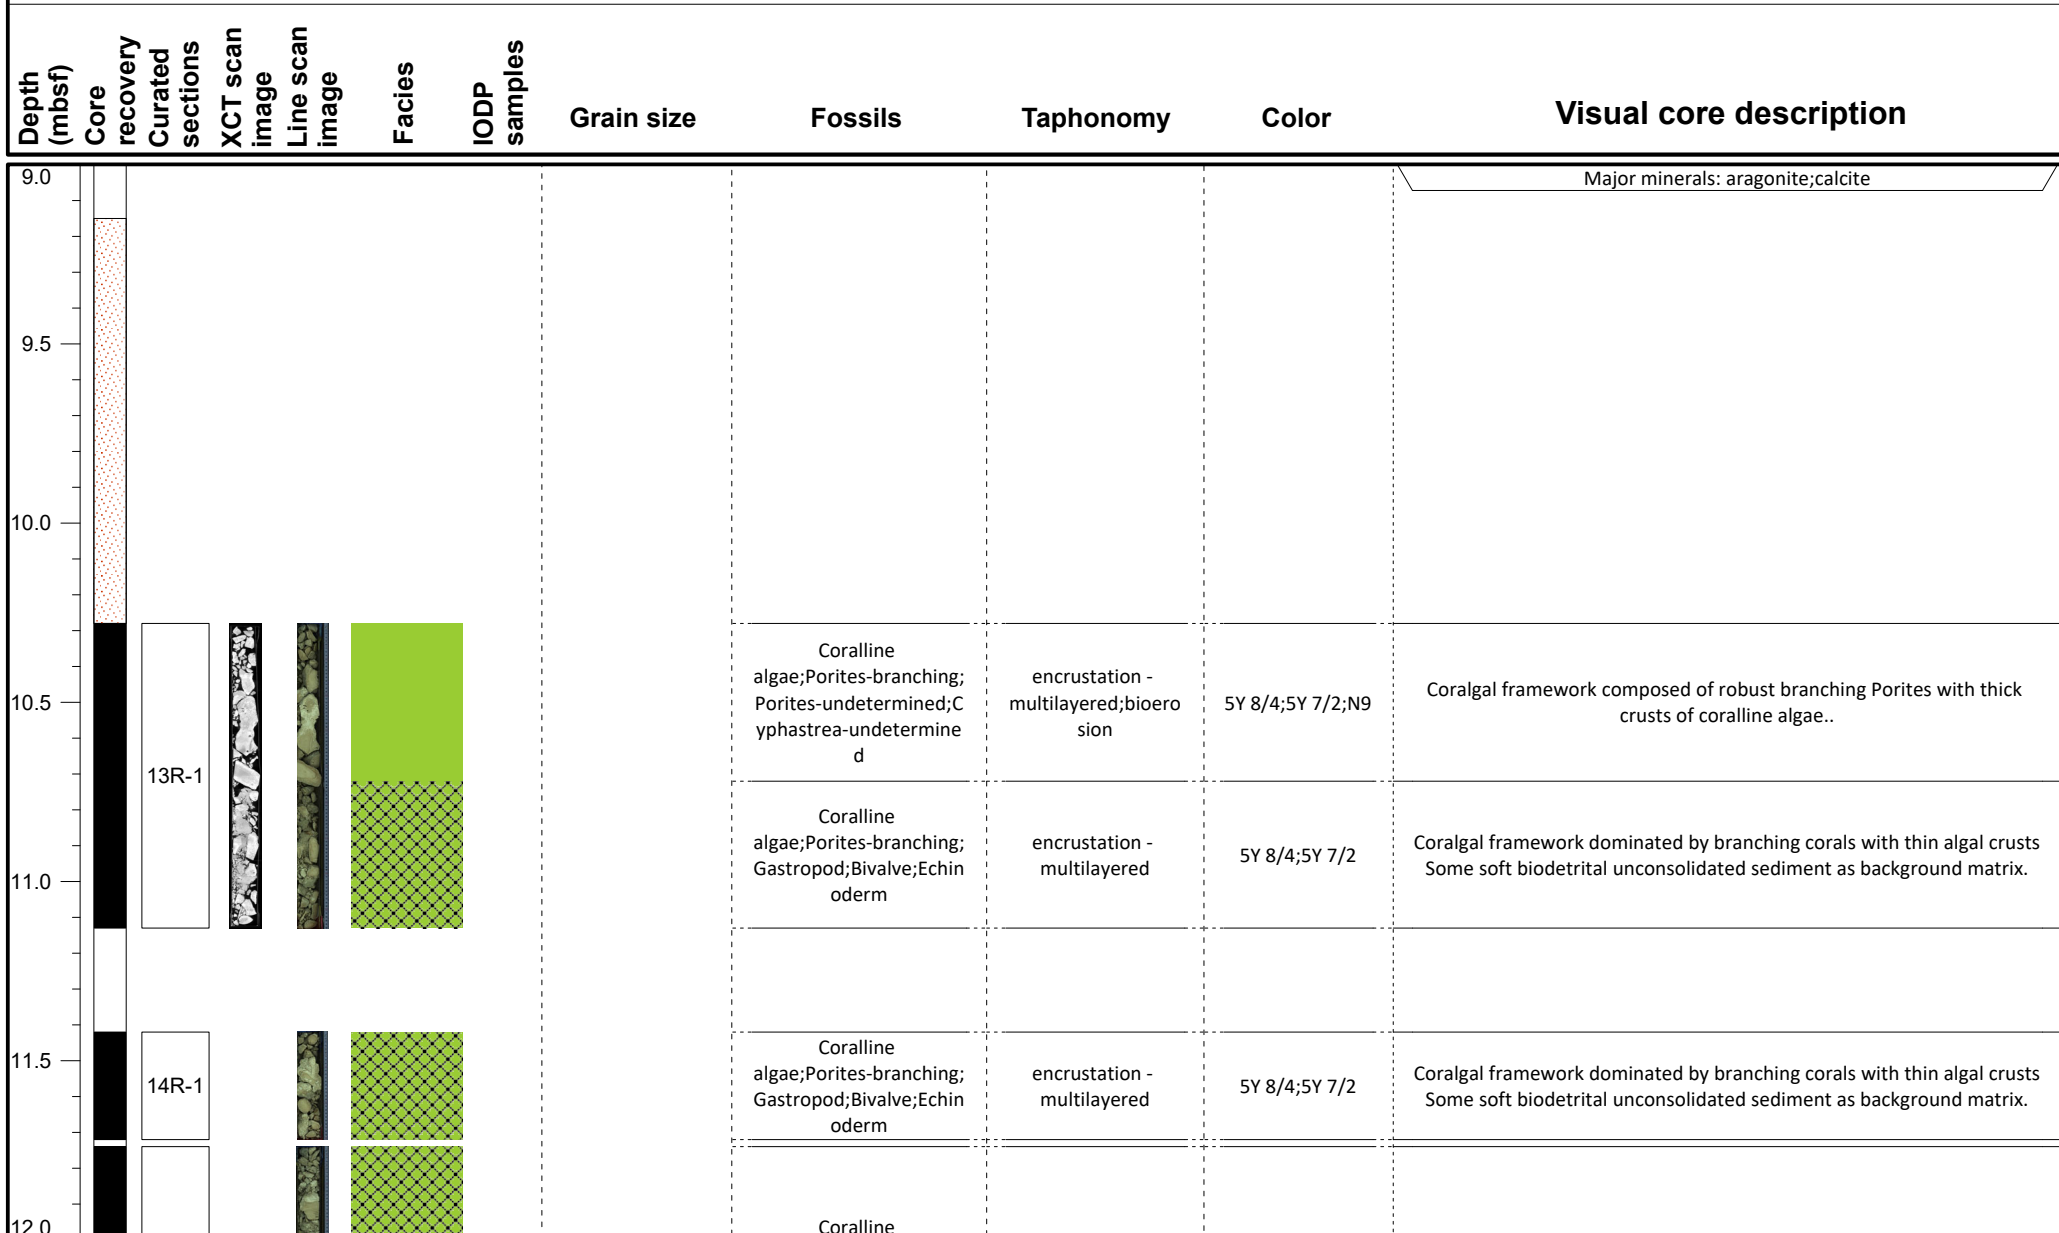 Depth
(mbsf)
Core
recovery
Curated
sections
XCT scan
image
Line scan
image
Facies
IODP
samples
Grain size
Fossils
Taphonomy
Color
Visual core description
9.0
Major minerals: aragonite;calcite
9.5
10.0
10.5
13R-1
Coralline
algae;Porites-branching;
Porites-undetermined;C
yphastrea-undetermine
d
encrustation -
multilayered;bioero
sion
5Y 8/4;5Y 7/2;N9
Coralgal framework composed of robust branching Porites with thick
crusts of coralline algae..
11.0
Coralline
algae;Porites-branching;
Gastropod;Bivalve;Echin
oderm
encrustation -
multilayered
5Y 8/4;5Y 7/2
Coralgal framework dominated by branching corals with thin algal crusts
Some soft biodetrital unconsolidated sediment as background matrix.
11.5
14R-1
Coralline
algae;Porites-branching;
Gastropod;Bivalve;Echin
oderm
encrustation -
multilayered
5Y 8/4;5Y 7/2
Coralgal framework dominated by branching corals with thin algal crusts
Some soft biodetrital unconsolidated sediment as background matrix.
12.0
Coralline